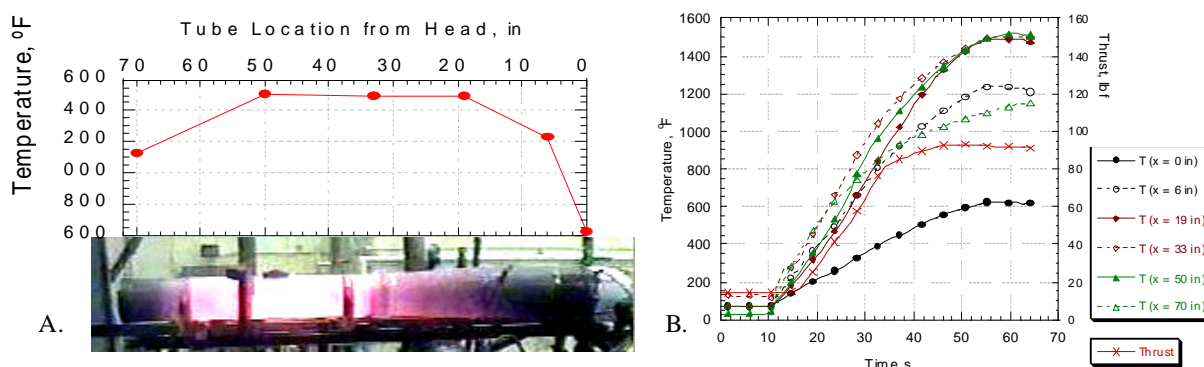 Tube Location from Head, in
70 60 50 40 30 20 10 0
Temperature, ºF
600
400
200
000
800
600
A.
1600
1400
1200
1000
800
600
400
200
0
Temperature, ºF
0 10 20 30 40 50 60 70
Time, s
160
140
120
100
80
60
40
20
0
Thrust, lbf
T (x = 0 in)
T (x = 6 in)
T (x = 19 in)
T (x = 33 in)
T (x = 50 in)
T (x = 70 in)
Thrust
B.